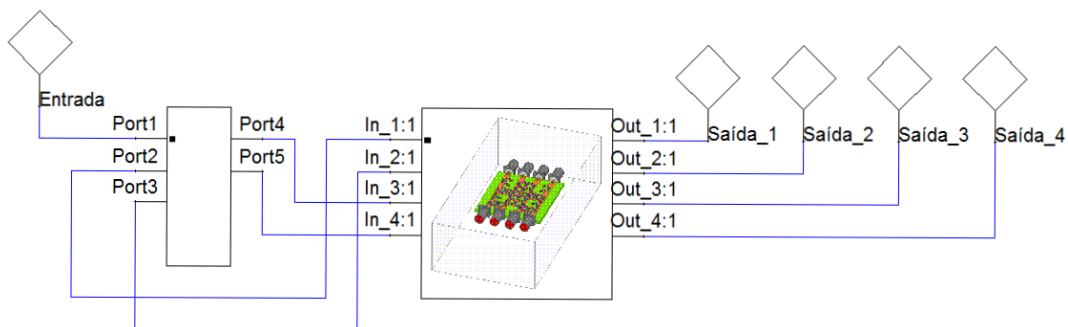 Entrada
Port1
Port2
Port3
Port4
Port5
In_1:1
In_2:1
In_3:1
In_4:1
Out_1:1
Out_2:1
Out_3:1
Out_4:1
Saída_1
Saída_2
Saída_3
Saída_4